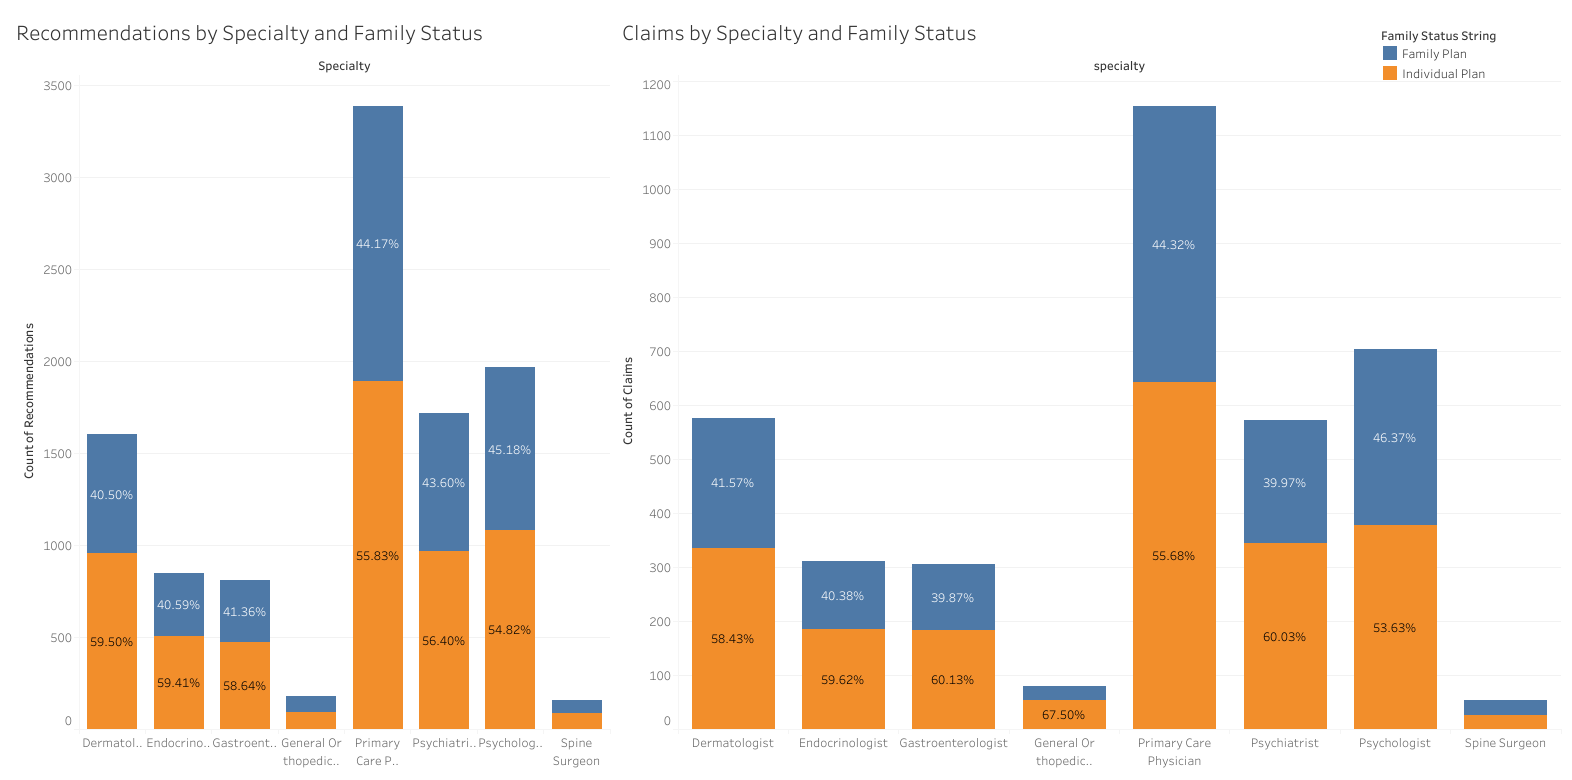 Recommendations by Specialty and Family Status
Specialty
Count of Recommendations
3500
3000
2500
2000
1500
1000
500
0
40.50%
59.50%
40.59%
59.41%
41.36%
58.64%
44.17%
55.83%
43.60%
56.40%
45.18%
54.82%
Dermatol..
Endocrino..
Gastroent..
General Or
thopedic..
Primary
Care P..
Psychiatri..
Psycholog..
Spine
Surgeon
Claims by Specialty and Family Status
specialty
Family Status String
Family Plan
Individual Plan
Count of Claims
1200
1100
1000
900
800
700
600
500
400
300
200
100
0
41.57%
58.43%
40.38%
59.62%
39.87%
60.13%
67.50%
44.32%
55.68%
39.97%
60.03%
46.37%
53.63%
Dermatologist
Endocrinologist
Gastroenterologist
General Or
thopedic..
Primary Care
Physician
Psychiatrist
Psychologist
Spine Surgeon